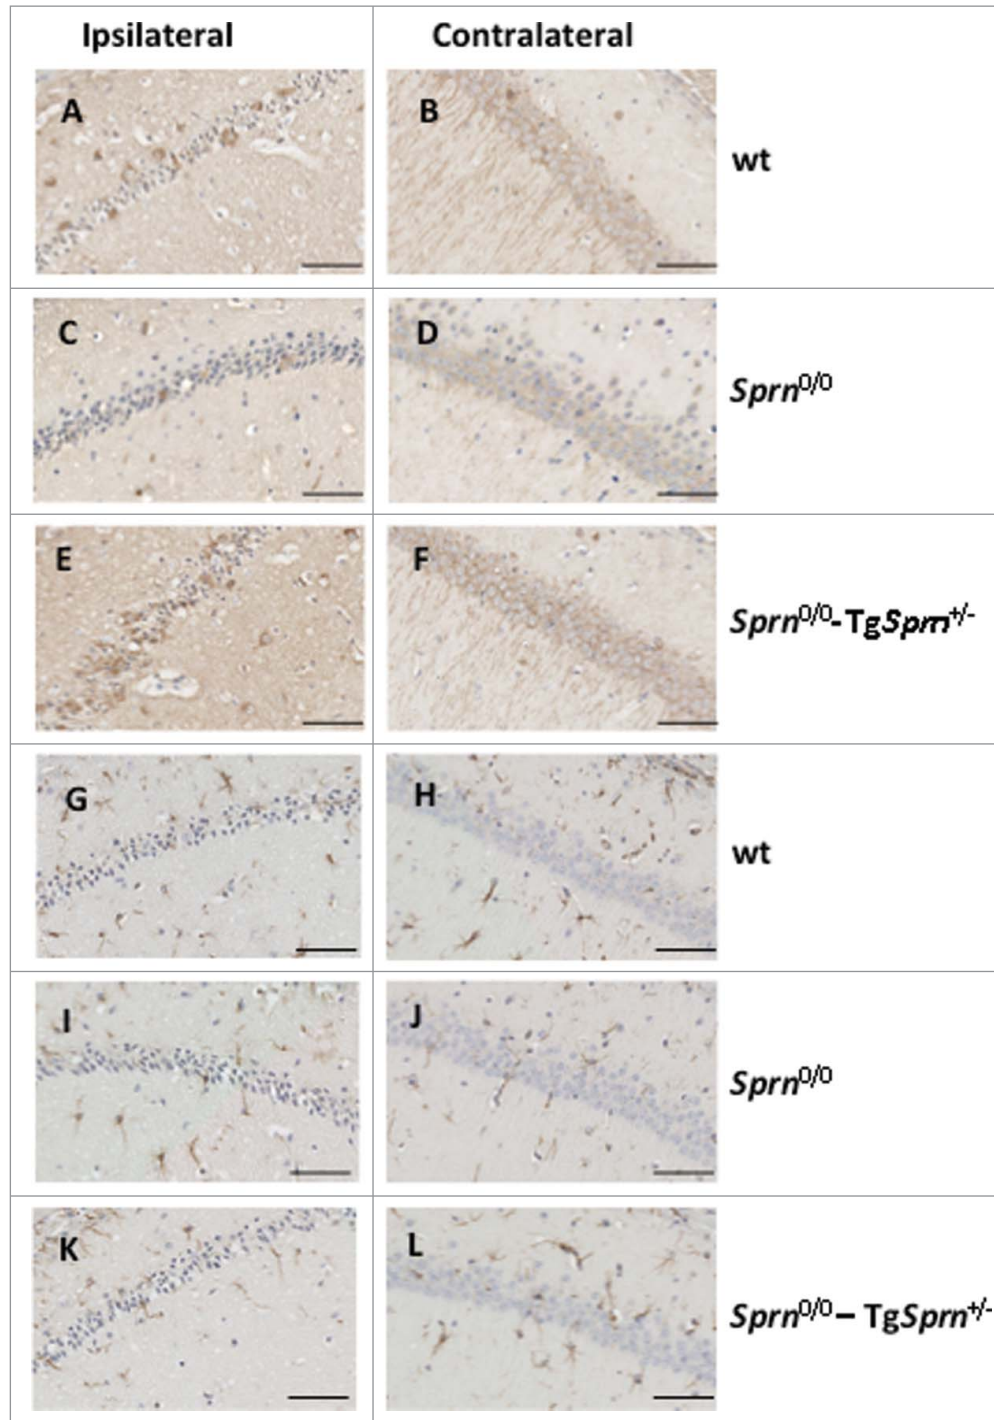 Ipsilateral Contralateral
A B wt
C D Sprn⁰/⁰
E F Sprn⁰/⁰-TgSprn⁺/⁻
G H wt
I J Sprn⁰/⁰
K L Sprn⁰/⁰ – TgSprn⁺/⁻